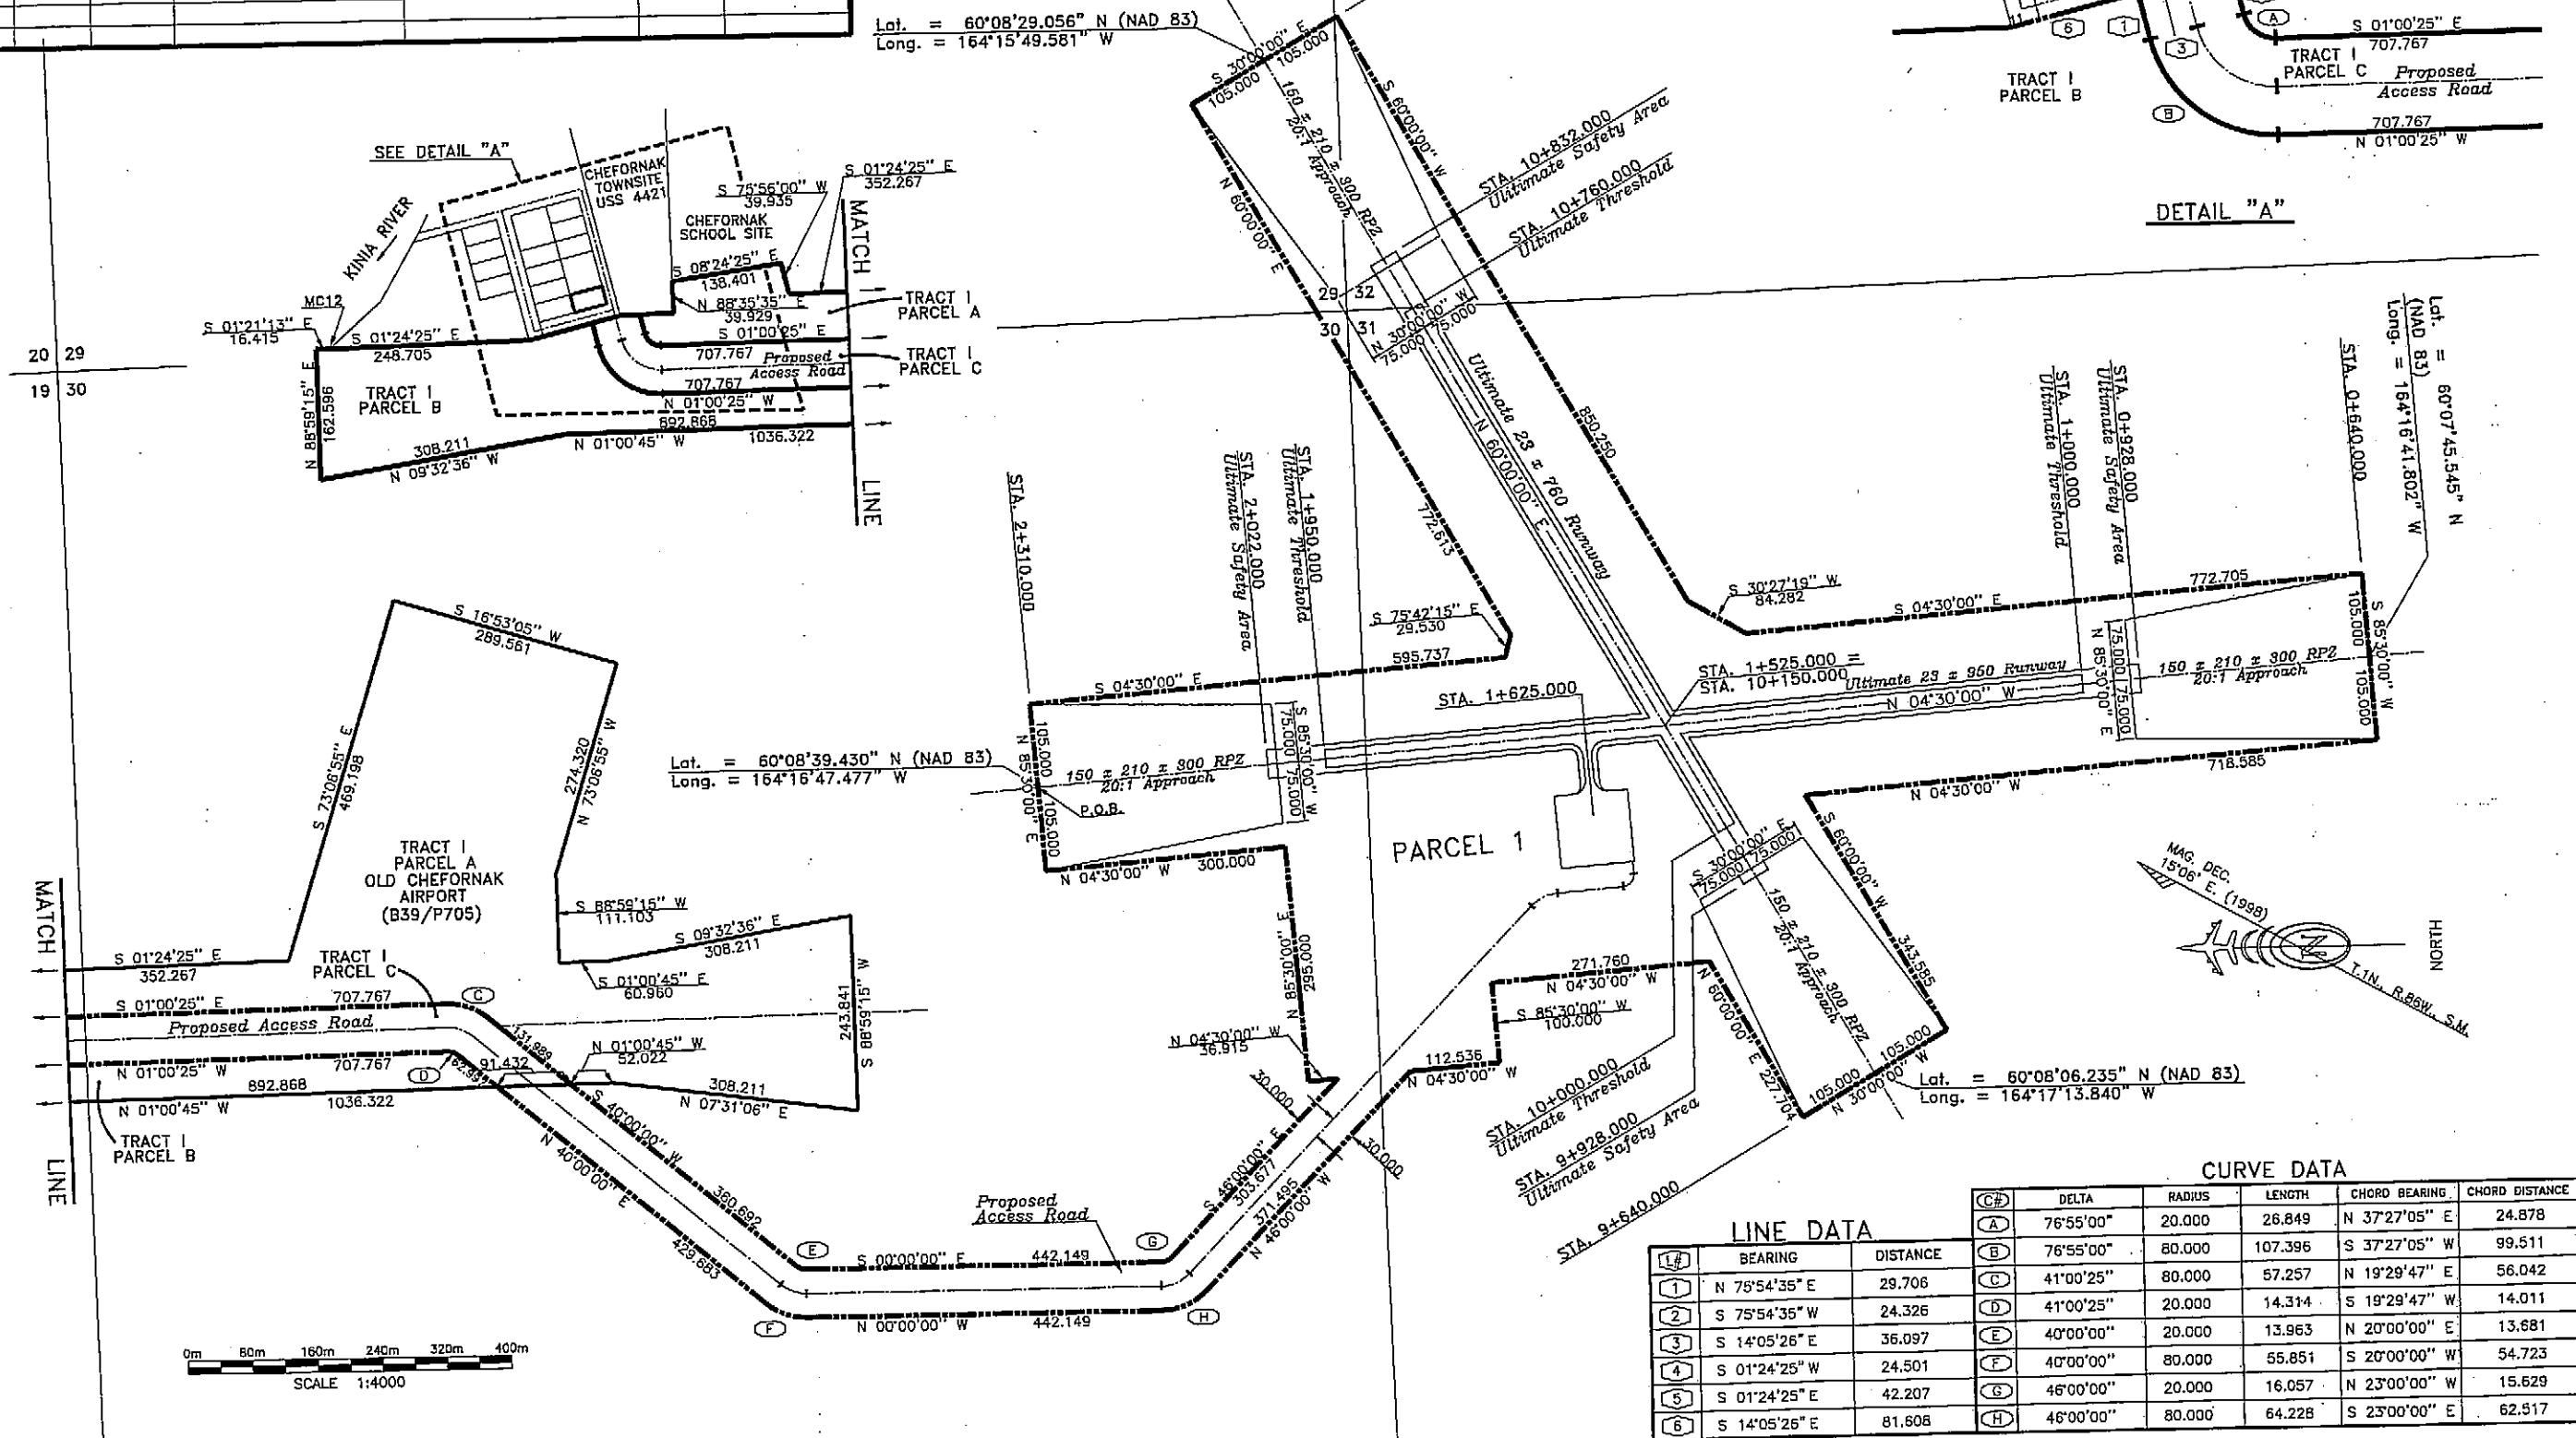 Lat. = 60°08'29.056" N (NAD 83)
Long. = 164°15'49.581" W
S 30°00'00" E
105.000
105.000
150 x 210 x 300 RPZ
20:1 Approach
S 60°00'00" W
N 60°00'00" E
STA. 10+832.000
Ultimate Safety Area
STA. 10+760.000
Ultimate Threshold
6
1
3
A
S 01°00'25" E
707.767
TRACT I
PARCEL C
Proposed
Access Road
TRACT I
PARCEL B
B
707.767
N 01°00'25" W
DETAIL "A"
SEE DETAIL "A"
CHEFORNAK
TOWNSITE
USS 4421
KINIA RIVER
CHEFORNAK
SCHOOL SITE
S 75°56'00" W
39.935
S 01°24'25" E
352.267
MATCH
LINE
S 08°24'25" E
138.401
N 88°35'35" E
39.929
MC12
S 01°21'13" E
16.415
S 01°24'25" E
248.705
S 01°00'25" E
707.767
Proposed
Access Road
707.767
N 01°00'25" W
TRACT I
PARCEL A
TRACT I
PARCEL C
20 29
19 30
N 88°59'15" E
162.596
TRACT I
PARCEL B
308.211
N 09°32'36" W
892.868
N 01°00'45" W
1036.322
29 32
30 31
N 30°00'00" W
75.000
75.000
Ultimate 23 x 760 Runway
N 60°00'00" E
850.250
772.613
STA. 2+310.000
STA. 2+022.000
Ultimate Safety Area
STA. 1+950.000
Ultimate Threshold
S 75°42'15" E
29.530
595.737
S 04°30'00" E
S 30°27'19" W
84.282
S 04°30'00" E
772.705
STA. 1+000.000
Ultimate Threshold
STA. 0+928.000
Ultimate Safety Area
STA. 0+640.000
Lat. = 60°07'45.545" N
(NAD 83)
Long. = 164°16'41.802" W
105.000
105.000
S 85°30'00" W
75.000
75.000
N 85°30'00" E
150 x 210 x 300 RPZ
20:1 Approach
STA. 1+525.000 =
STA. 10+150.000
Ultimate 23 x 950 Runway
N 04°30'00" W
STA. 1+625.000
718.585
N 04°30'00" W
Lat. = 60°08'39.430" N (NAD 83)
Long. = 164°16'47.477" W
105.000
105.000
N 85°30'00" E
150 x 210 x 300 RPZ
20:1 Approach
P.O.B.
S 85°30'00" W
75.000
75.000
N 04°30'00" W
300.000
PARCEL 1
N 85°30'00" E
295.000
N 04°30'00" W
36.915
30.000
30.000
S 46°00'00" E
303.677
371.495
N 46°00'00" W
112.536
N 04°30'00" W
S 85°30'00" W
100.000
271.760
N 04°30'00" W
N 60°00'00" E
227.704
S 30°00'00" E
75.000
75.000
150 x 210 x 300 RPZ
20:1 Approach
S 60°00'00" W
343.585
105.000
105.000
N 30°00'00" W
Lat. = 60°08'06.235" N (NAD 83)
Long. = 164°17'13.840" W
STA. 10+000.000
Ultimate Threshold
STA. 9+928.000
Ultimate Safety Area
STA. 9+640.000
MAG. DEC.
15°06' E. (1998)
NORTH
T.1N., R.86W., S.M.
S 16°53'05" W
289.561
S 73°06'55" E
469.198
274.320
N 73°06'55" W
TRACT I
PARCEL A
OLD CHEFORNAK
AIRPORT
(B39/P705)
S 88°59'15" W
111.103
S 09°32'36" E
308.211
S 01°00'45" E
60.960
243.841
S 88°59'15" W
MATCH
LINE
S 01°24'25" E
352.267
TRACT I
PARCEL C
S 01°00'25" E
707.767
C
Proposed Access Road
N 01°00'25" W
707.767
D
131.989
91.432
N 01°00'45" W
52.022
892.868
N 01°00'45" W
1036.322
308.211
N 07°31'06" E
TRACT I
PARCEL B
S 40°00'00" W
360.692
N 40°00'00" E
429.683
E
F
S 00°00'00" E
442.149
G
Proposed
Access Road
N 00°00'00" W
442.149
H
0m 80m 160m 240m 320m 400m
SCALE 1:4000
LINE DATA
L# BEARING DISTANCE
1 N 75°54'35" E 29.706
2 S 75°54'35" W 24.326
3 S 14°05'26" E 36.097
4 S 01°24'25" W 24.501
5 S 01°24'25" E 42.207
6 S 14°05'25" E 81.608
CURVE DATA
C# DELTA RADIUS LENGTH CHORD BEARING CHORD DISTANCE
A 76°55'00" 20.000 26.849 N 37°27'05" E 24.878
B 76°55'00" 80.000 107.396 S 37°27'05" W 99.511
C 41°00'25" 80.000 57.257 N 19°29'47" E 56.042
D 41°00'25" 20.000 14.314 S 19°29'47" W 14.011
E 40°00'00" 20.000 13.963 N 20°00'00" E 13.681
F 40°00'00" 80.000 55.851 S 20°00'00" W 54.723
G 46°00'00" 20.000 16.057 N 23°00'00" W 15.629
H 46°00'00" 80.000 64.228 S 23°00'00" E 62.517